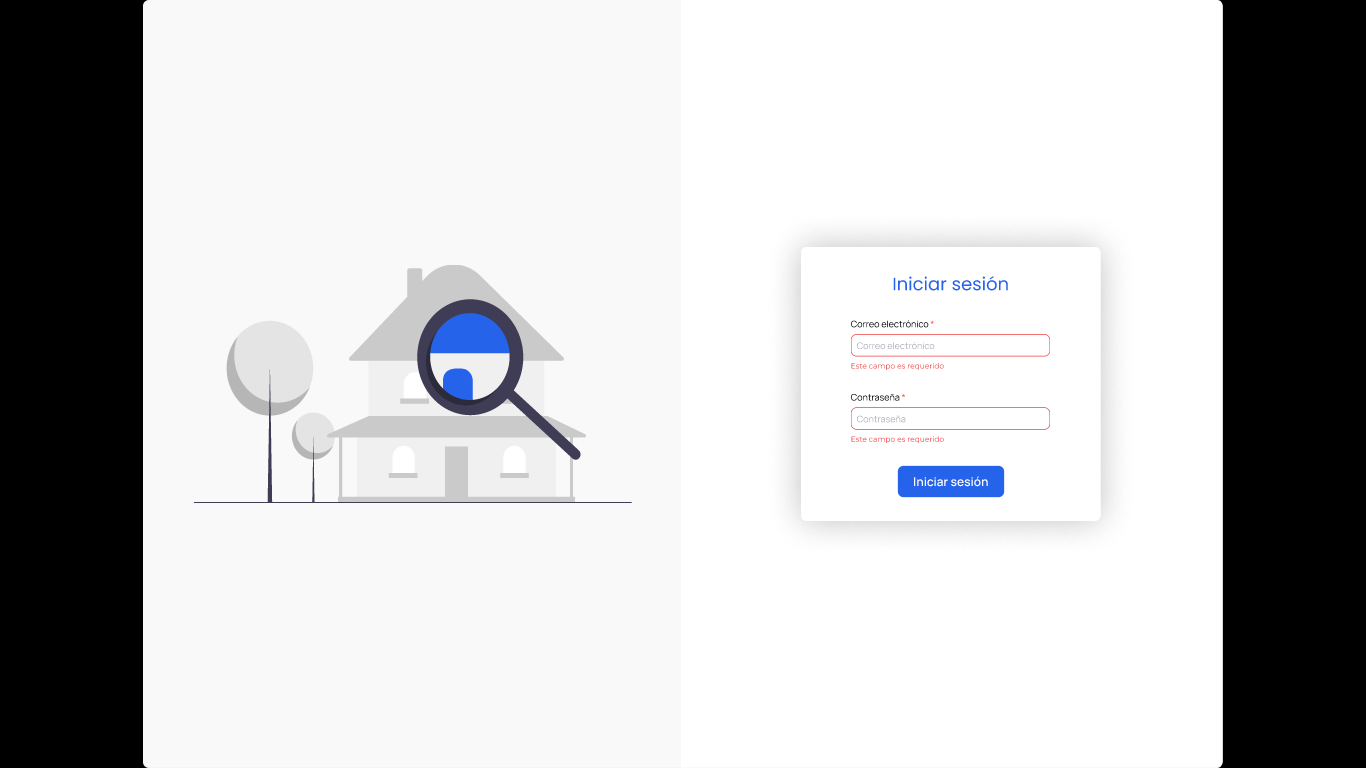 Iniciar sesión
Correo electrónico *
Correo electrónico
Este campo es requerido
Contraseña *
Contraseña
Este campo es requerido
Iniciar sesión